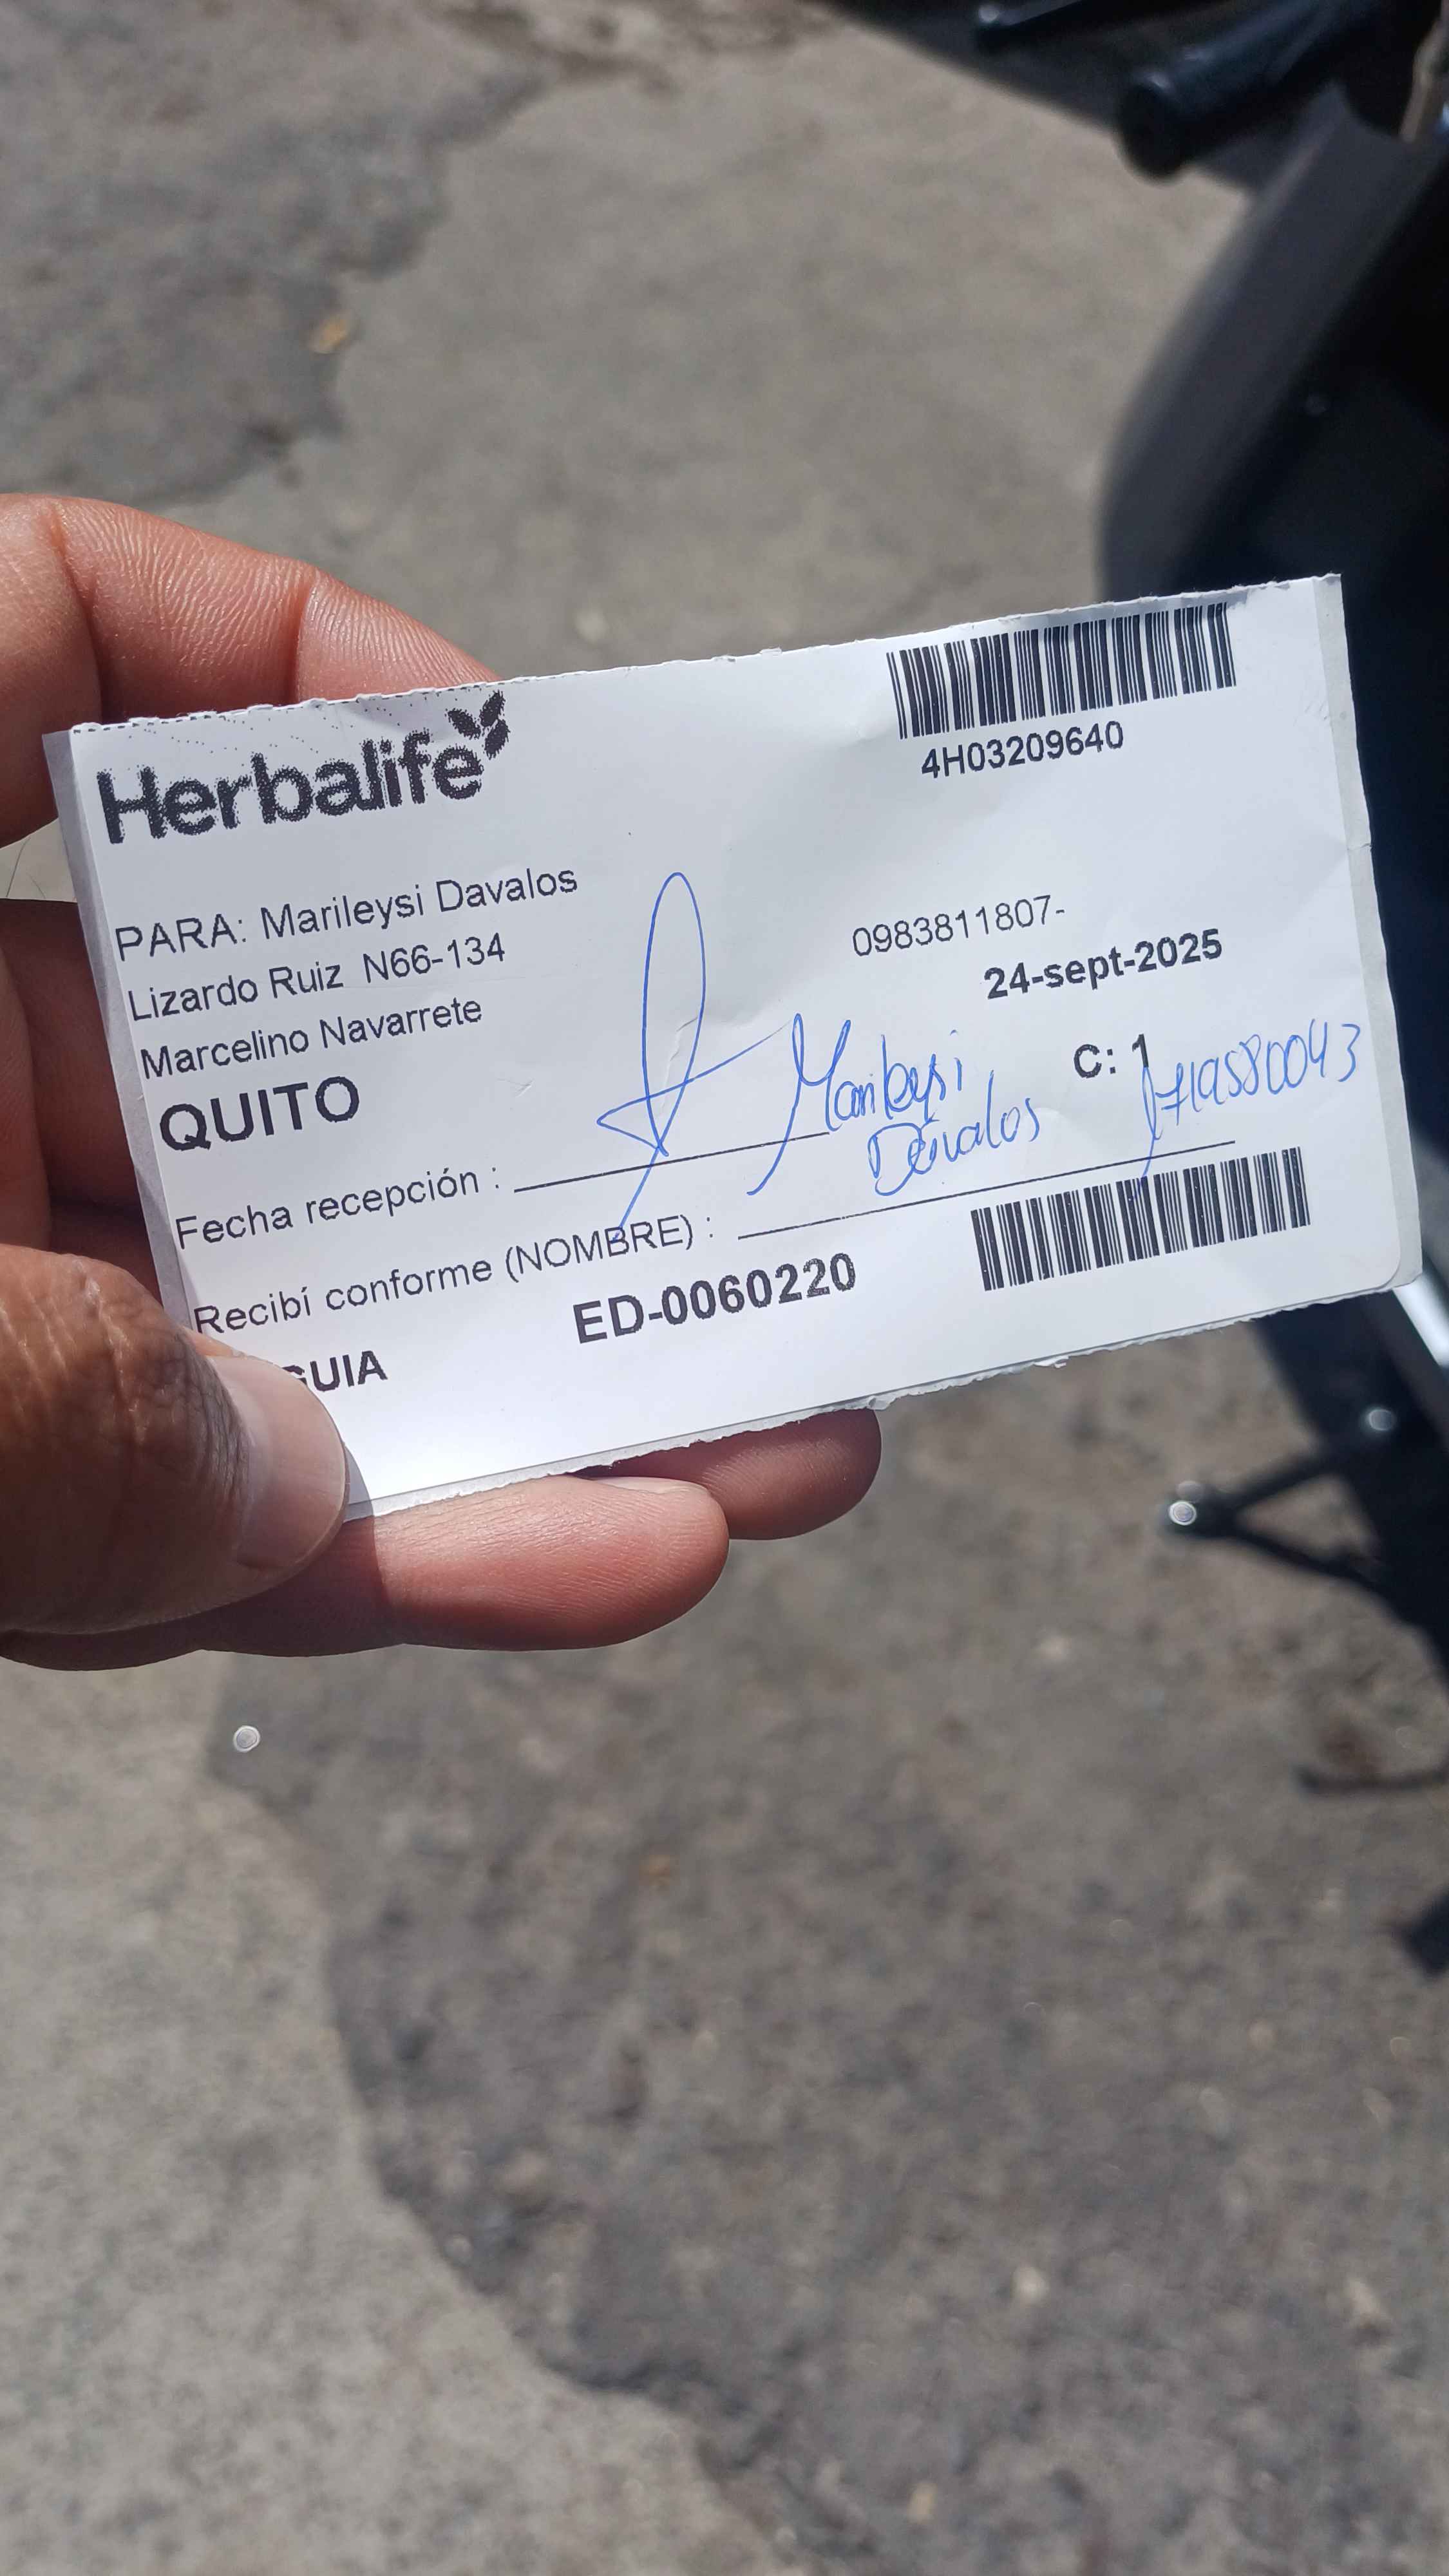 Herbalife
4H03209640
PARA: Marileysi Davalos
Lizardo Ruiz N66-134
Marcelino Navarrete
QUITO
0983811807-
24-sept-2025
C: 1
Fecha recepción :
Marileysi
Dávalos
1719580043
Recibí conforme (NOMBRE) :
GUIA
ED-0060220